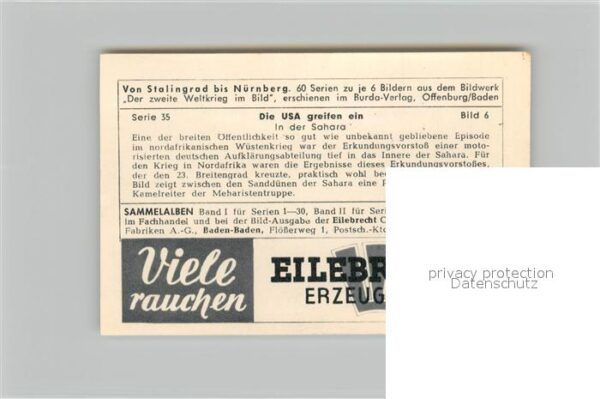 Von Stalingrad bis Nürnberg. 60 Serien zu je 6 Bildern aus dem Bildwerk
„Der zweite Weltkrieg im Bild", erschienen im Burda-Verlag, Offenburg/Baden
Serie 35 Die USA greifen ein Bild 6
In der Sahara
Eine der breiten Öffentlichkeit so gut wie unbekannt gebliebene Episode
im nordafrikanischen Wüstenkrieg war der Erkundungsvorstoß einer moto-
risierten deutschen Aufklärungsabteilung tief in das Innere der Sahara. Für
den Krieg in Nordafrika waren die Ergebnisse dieses Erkundungsvorstoßes,
der den 23. Breitengrad kreuzte, praktisch wohl be
Bild zeigt zwischen den Sanddünen der Sahara eine
Kamelreiter der Meharistentruppe.
SAMMELALBEN Band I für Serien 1—30, Band II für Ser
im Fachhandel und bei der Bild-Ausgabe der Eilebrecht C
Fabriken A.-G., Baden-Baden, Flößerweg 1, Postsch.-Ktc
Viele rauchen
EILEBR
ERZEUG
privacy protection
Datenschutz